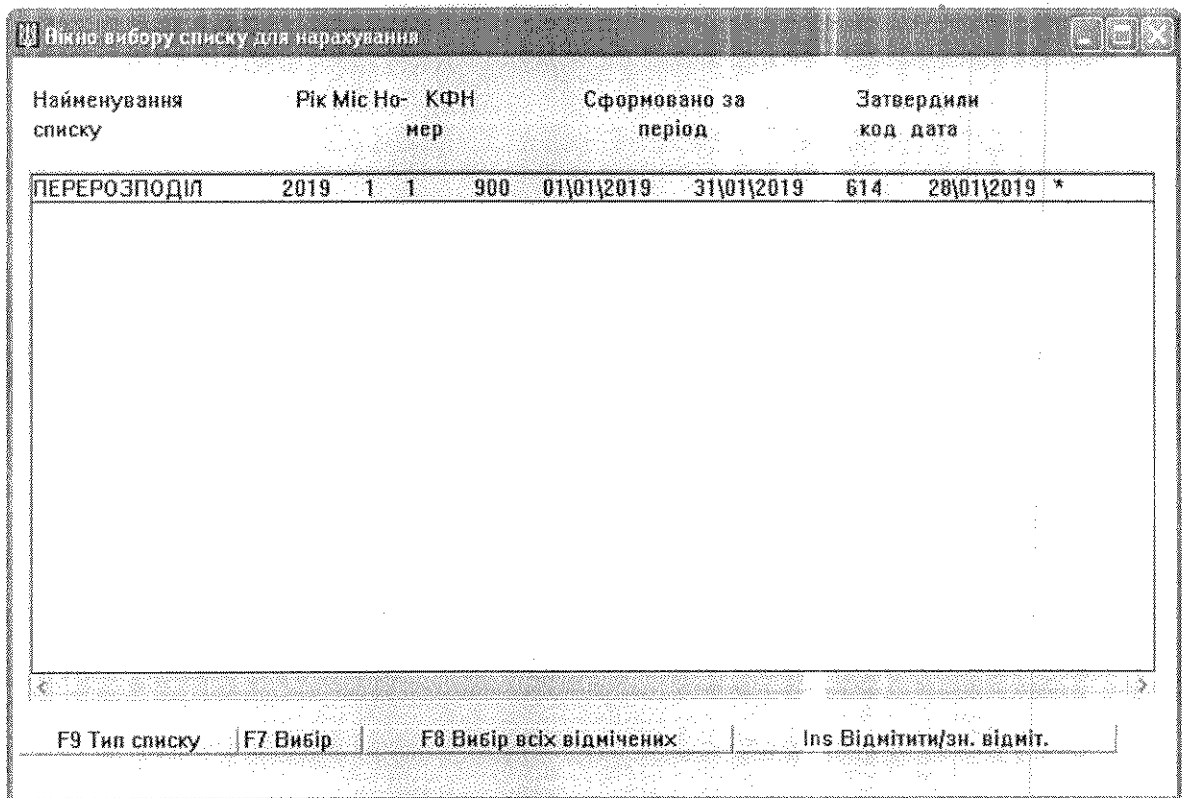 Вікно вибору списку для нарахування
Найменування Рік Міс Но- КФН Сформовано за Затвердили
списку мер період код дата
ПЕРЕРОЗПОДІЛ 2019 1 1 900 01\01\2019 31\01\2019 614 28\01\2019 *
F9 Тип списку F7 Вибір F8 Вибір всіх відмічених Ins Відмітити/зн. відміт.